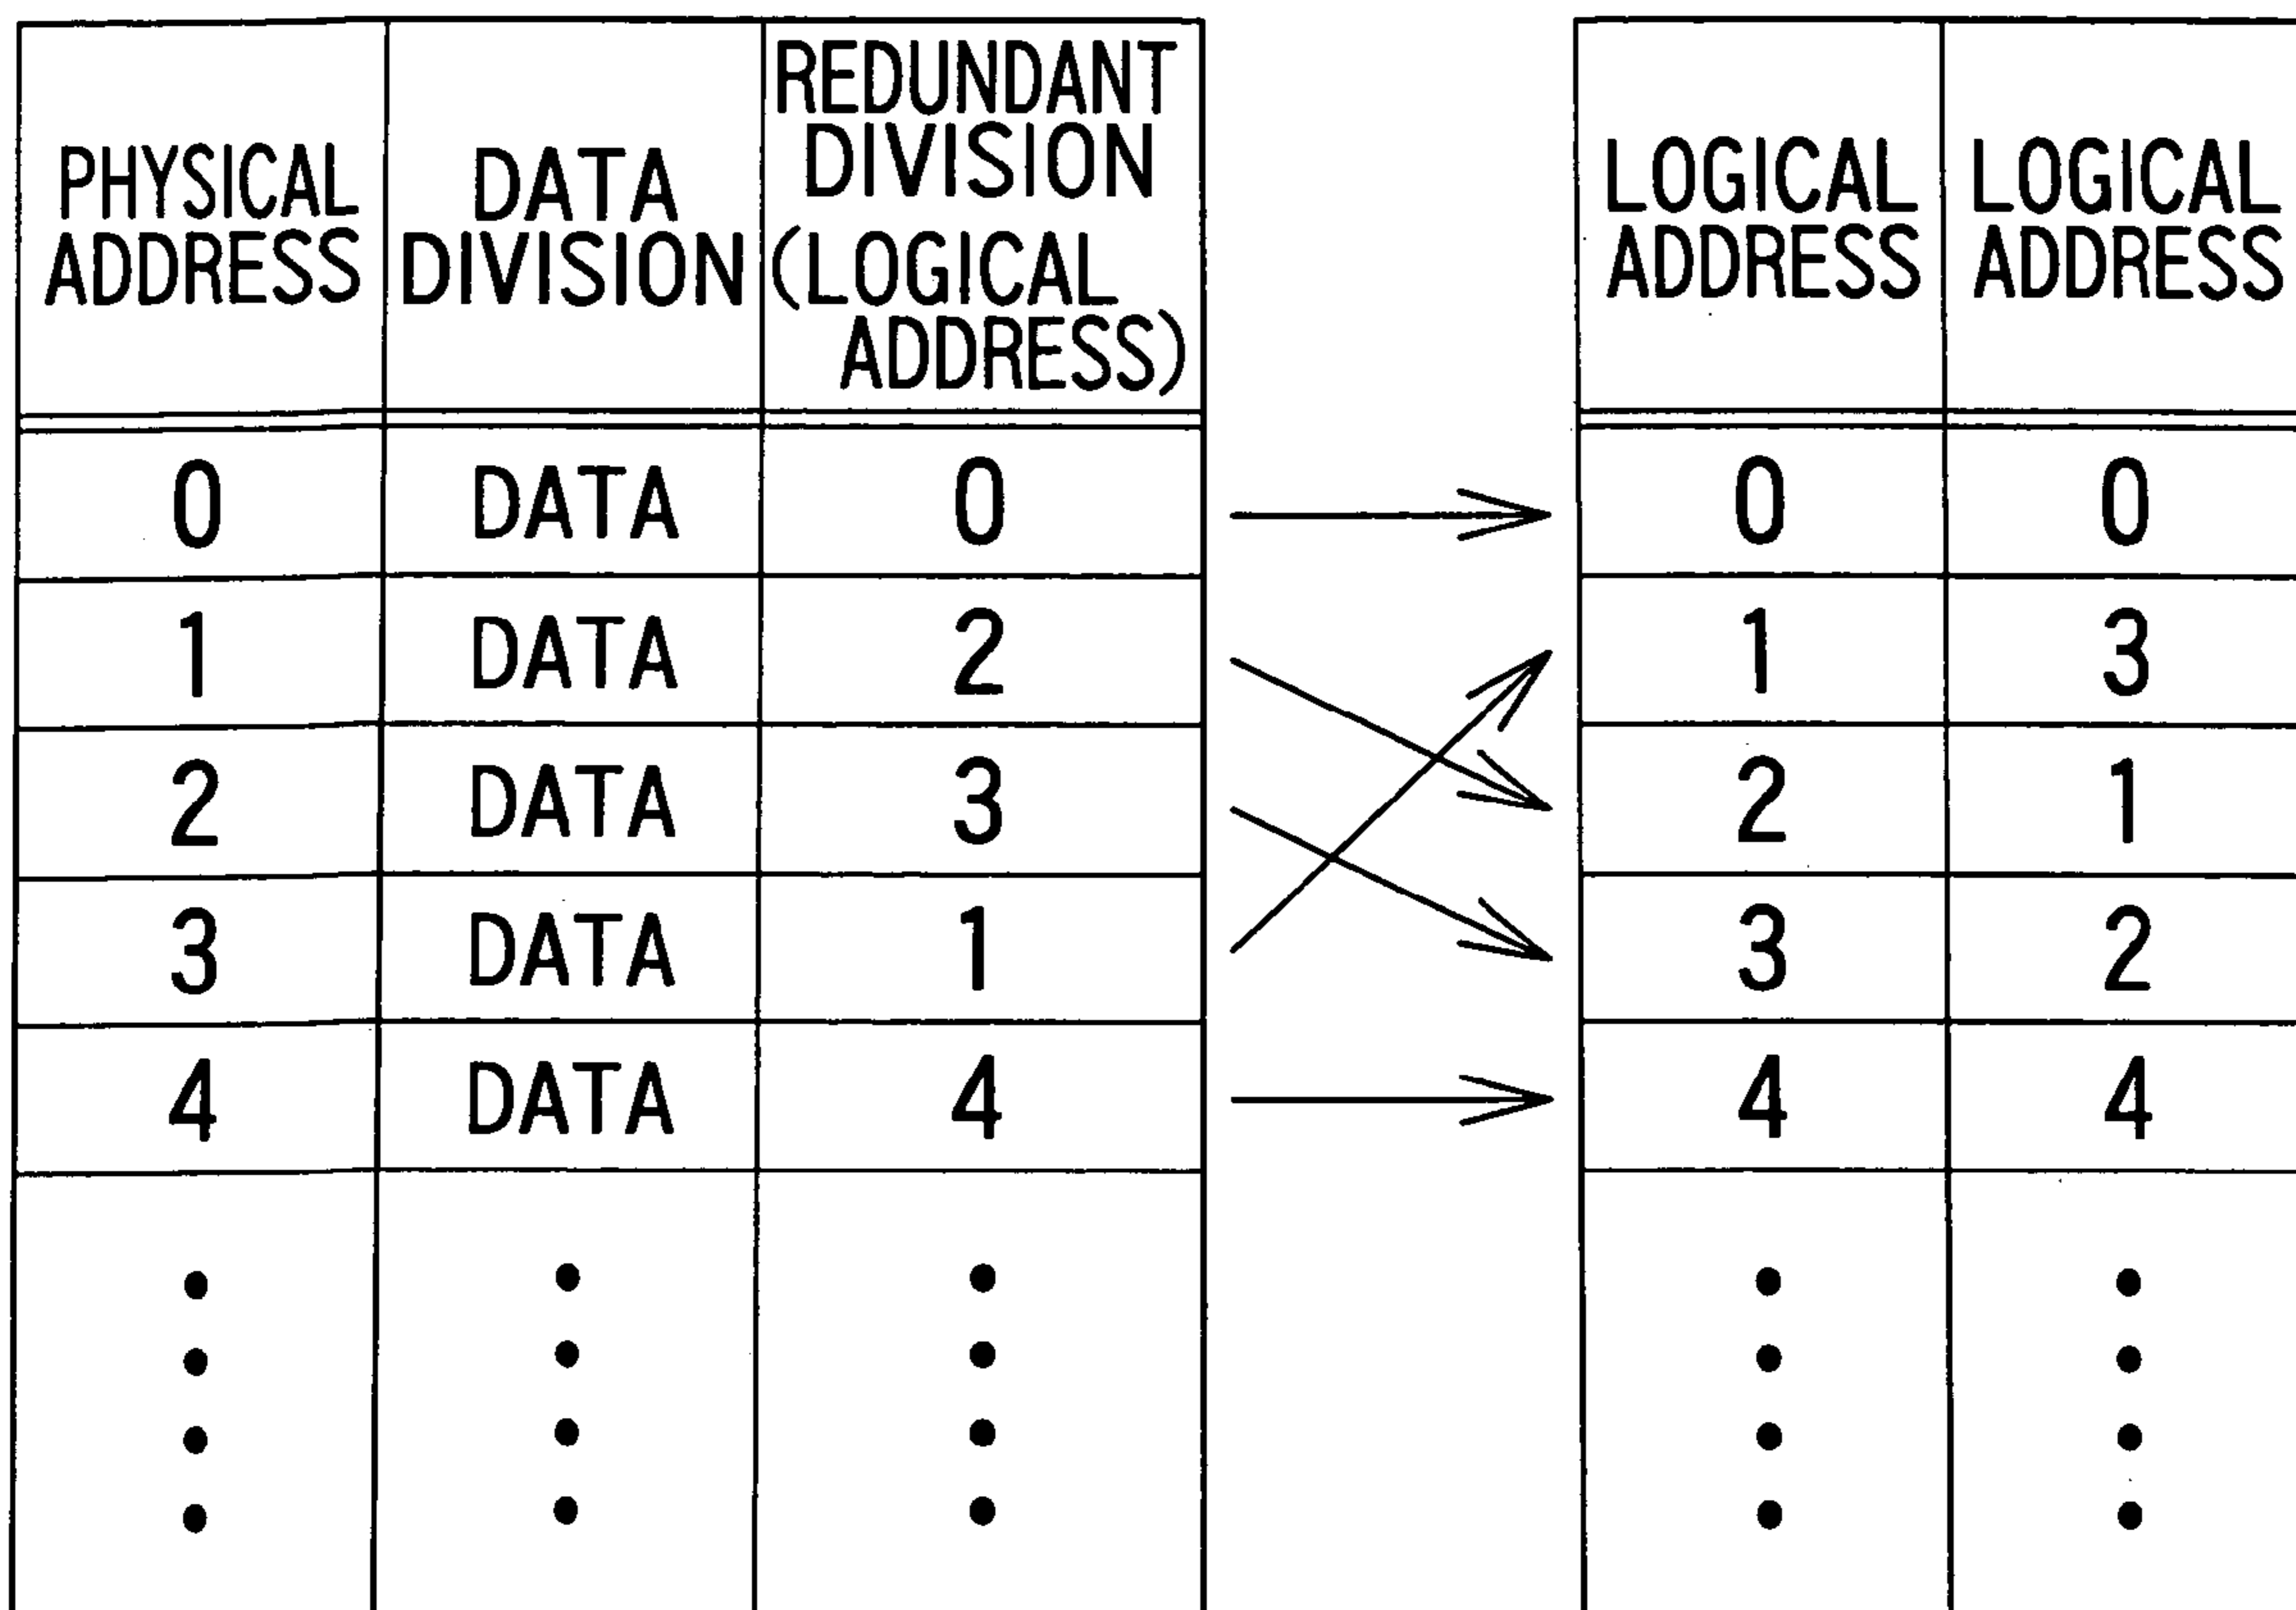 PHYSICAL
ADDRESS
DATA
DIVISION
REDUNDANT
DIVISION
(LOGICAL
ADDRESS)
0 DATA 0
1 DATA 2
2 DATA 3
3 DATA 1
4 DATA 4
LOGICAL
ADDRESS
LOGICAL
ADDRESS
0 0
1 3
2 1
3 2
4 4